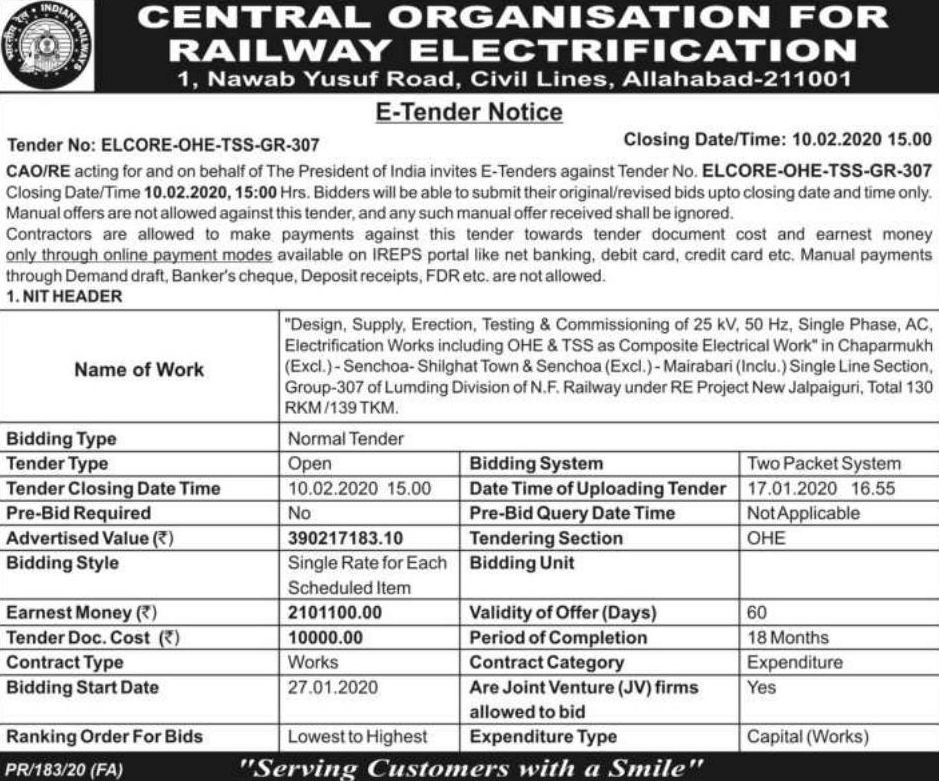 CENTRAL ORGANISATION FOR
RAILWAY ELECTRIFICATION
1, Nawab Yusuf Road, Civil Lines, Allahabad-211001
E-Tender Notice
Tender No: ELCORE-OHE-TSS-GR-307 Closing Date/Time: 10.02.2020 15.00
CAO/RE acting for and on behalf of The President of India invites E-Tenders against Tender No. ELCORE-OHE-TSS-GR-307
Closing Date/Time 10.02.2020, 15:00 Hrs. Bidders will be able to submit their original/revised bids upto closing date and time only.
Manual offers are not allowed against this tender, and any such manual offer received shall be ignored.
Contractors are allowed to make payments against this tender towards tender document cost and earnest money
only through online payment modes available on IREPS portal like net banking, debit card, credit card etc. Manual payments
through Demand draft, Banker's cheque, Deposit receipts, FDR etc. are not allowed.
1. NIT HEADER
Name of Work
"Design, Supply, Erection, Testing & Commissioning of 25 kV, 50 Hz, Single Phase, AC,
Electrification Works including OHE & TSS as Composite Electrical Work" in Chaparmukh
(Excl.) - Senchoa- Shilghat Town & Senchoa (Excl.) - Mairabari (Inclu.) Single Line Section,
Group-307 of Lumding Division of N.F. Railway under RE Project New Jalpaiguri, Total 130
RKM /139 TKM.
Bidding Type Normal Tender
Tender Type Open Bidding System Two Packet System
Tender Closing Date Time 10.02.2020 15.00 Date Time of Uploading Tender 17.01.2020 16.55
Pre-Bid Required No Pre-Bid Query Date Time Not Applicable
Advertised Value (₹) 390217183.10 Tendering Section OHE
Bidding Style Single Rate for Each Bidding Unit
Scheduled Item
Earnest Money (₹) 2101100.00 Validity of Offer (Days) 60
Tender Doc. Cost (₹) 10000.00 Period of Completion 18 Months
Contract Type Works Contract Category Expenditure
Bidding Start Date 27.01.2020 Are Joint Venture (JV) firms Yes
allowed to bid
Ranking Order For Bids Lowest to Highest Expenditure Type Capital (Works)
PR/183/20 (FA) "Serving Customers with a Smile"
INDIAN RAILWAYS
भारतीय रेल